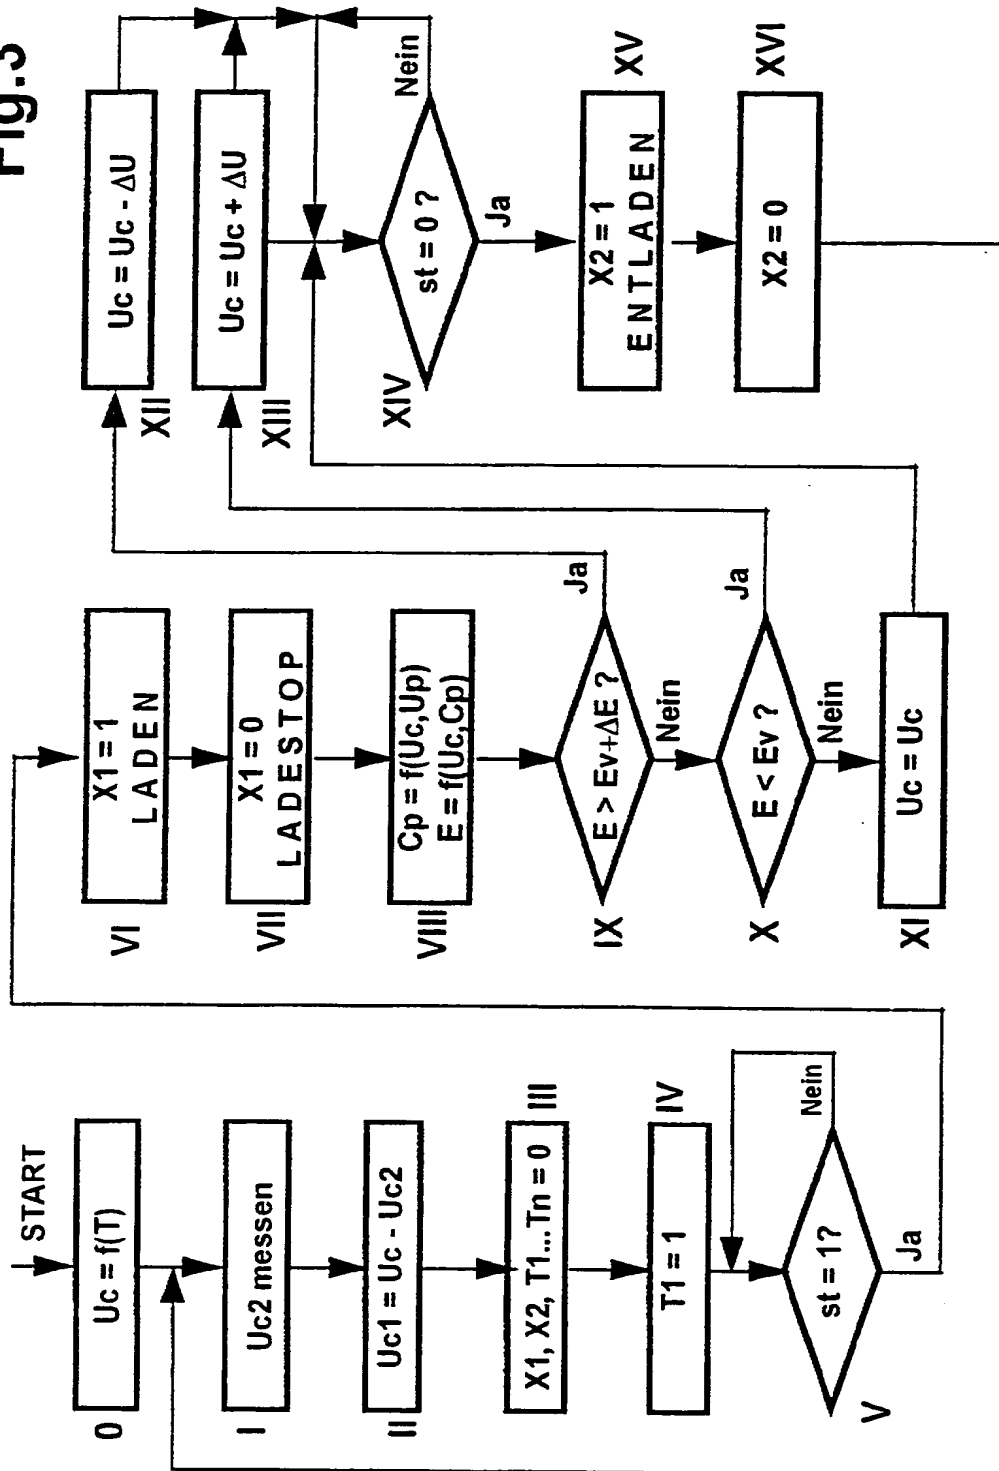 Fig.3
START
0
Uc = f(T)
I
Uc2 messen
II
Uc1 = Uc - Uc2
III
X1, X2, T1... Tn = 0
IV
T1 = 1
V
st = 1?
Nein
Ja
VI
X1 = 1
LADEN
VII
X1 = 0
LADESTOP
VIII
Cp = f(Uc,Up)
E = f(Uc,Cp)
IX
E > Ev+ΔE ?
Ja
Nein
X
E < Ev ?
Ja
Nein
XI
Uc = Uc
XII
Uc = Uc - ΔU
XIII
Uc = Uc + ΔU
XIV
st = 0 ?
Nein
Ja
XV
X2 = 1
ENTLADEN
XVI
X2 = 0